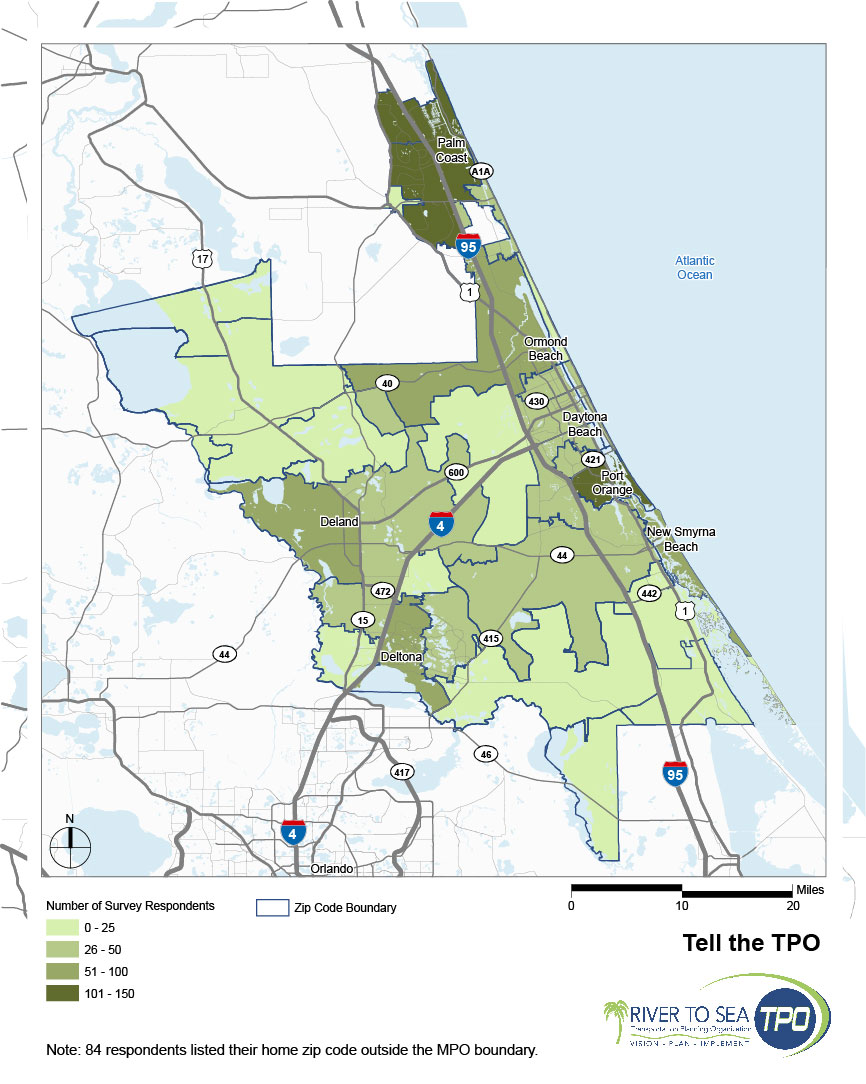 Palm
Coast
A1A
95
17
1
Atlantic
Ocean
Ormond
Beach
40
430
Daytona
Beach
600
421
Port
Orange
Deland
4
New Smyrna
Beach
44
472
442
1
15
415
44
Deltona
46
417
95
N
4
Orlando
Miles
0
10
20
Number of Survey Respondents
Zip Code Boundary
0 - 25
26 - 50
51 - 100
101 - 150
Tell the TPO
RIVER TO SEA
TPO
Transportation Planning Organization
VISION - PLAN - IMPLEMENT
Note: 84 respondents listed their home zip code outside the MPO boundary.